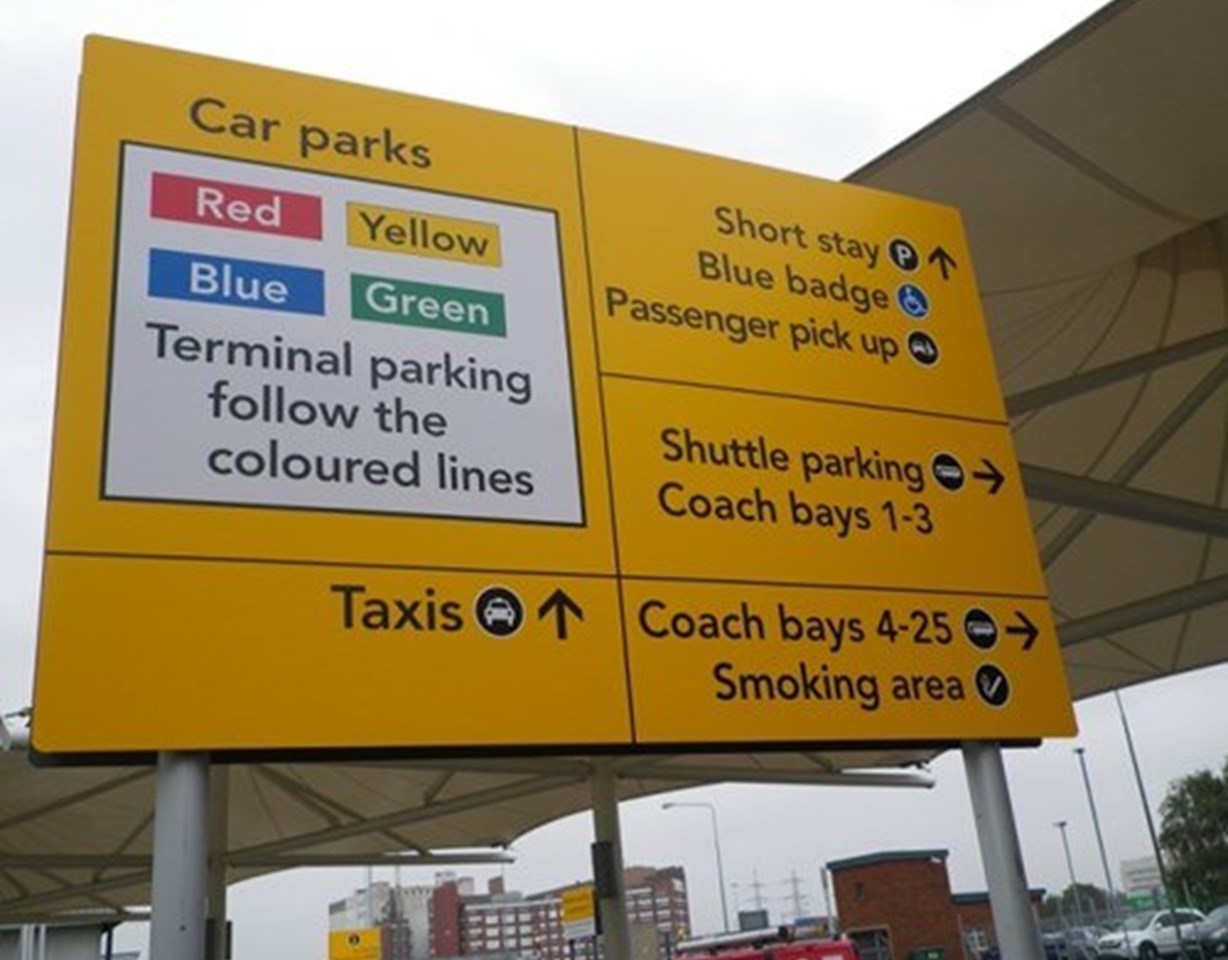 Car parks
Red
Yellow
Blue
Green
Terminal parking
follow the
coloured lines
Taxis
Short stay P
Blue badge
Passenger pick up
Shuttle parking
Coach bays 1-3
Coach bays 4-25
Smoking area